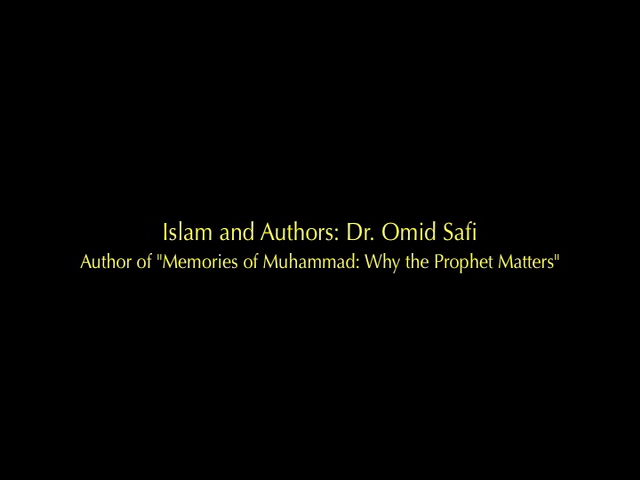 Islam and Authors: Dr. Omid Safi
Author of "Memories of Muhammad: Why the Prophet Matters"